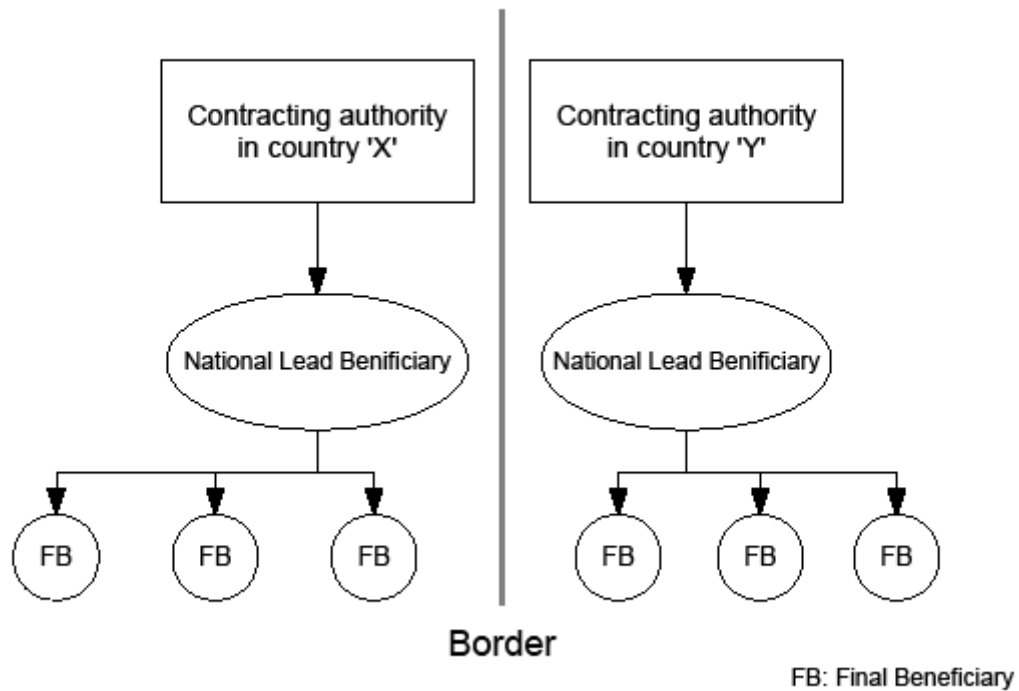 Contracting authority
in country 'X'
Contracting authority
in country 'Y'
National Lead Benificiary
National Lead Benificiary
FB
FB
FB
FB
FB
FB
Border
FB: Final Beneficiary